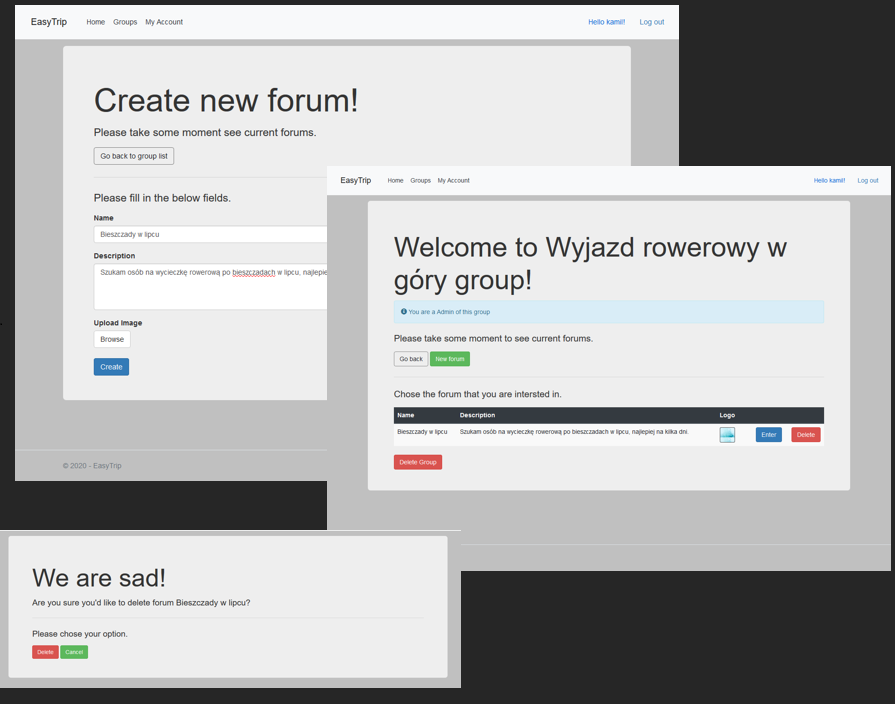 EasyTrip Home Groups My Account Hello kamil! Log out
Create new forum!
Please take some moment see current forums.
Go back to group list
Please fill in the below fields.
Name
Bieszczady w lipcu
Description
Szukam osób na wycieczkę rowerową po bieszczadach w lipcu, najlepie
Upload Image
Browse
Create
© 2020 - EasyTrip
EasyTrip Home Groups My Account Hello kamil! Log out
Welcome to Wyjazd rowerowy w
góry group!
You are a Admin of this group
Please take some moment to see current forums.
Go back New forum
Chose the forum that you are intersted in.
Name Description Logo
Bieszczady w lipcu Szukam osób na wycieczkę rowerową po bieszczadach w lipcu, najlepiej na kilka dni. Enter Delete
Delete Group
We are sad!
Are you sure you'd like to delete forum Bieszczady w lipcu?
Please chose your option.
Delete Cancel